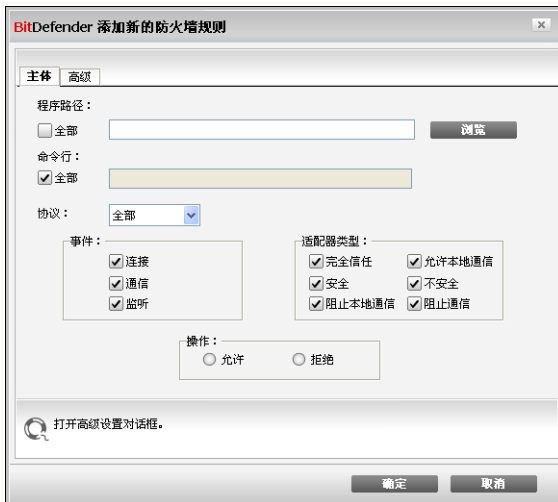 BitDefender 添加新的防火墙规则
主体 高级
程序路径：
全部 浏览
命令行：
全部
协议： 全部
事件： 适配器类型：
连接 完全信任 允许本地通信
通信 安全 不安全
监听 阻止本地通信 阻止通信
操作：
允许 拒绝
打开高级设置对话框。
确定 取消